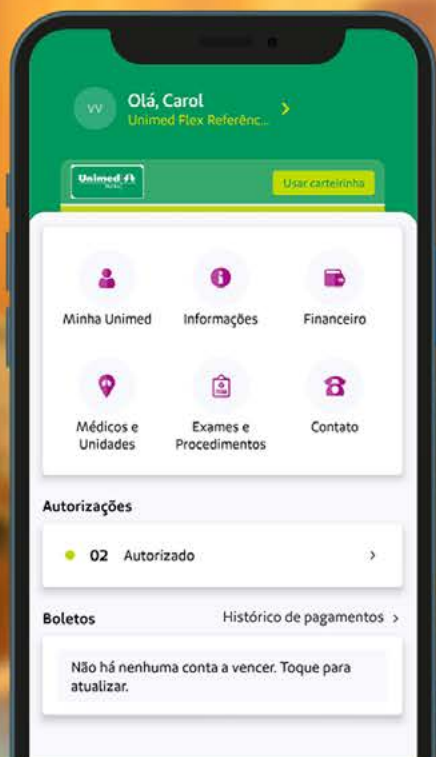 VV
Olá, Carol
Unimed Flex Referênc...
Unimed
Usar carteirinha
Minha Unimed
Informações
Financeiro
Médicos e
Unidades
Exames e
Procedimentos
Contato
Autorizações
02 Autorizado
Boletos
Histórico de pagamentos
Não há nenhuma conta a vencer. Toque para
atualizar.